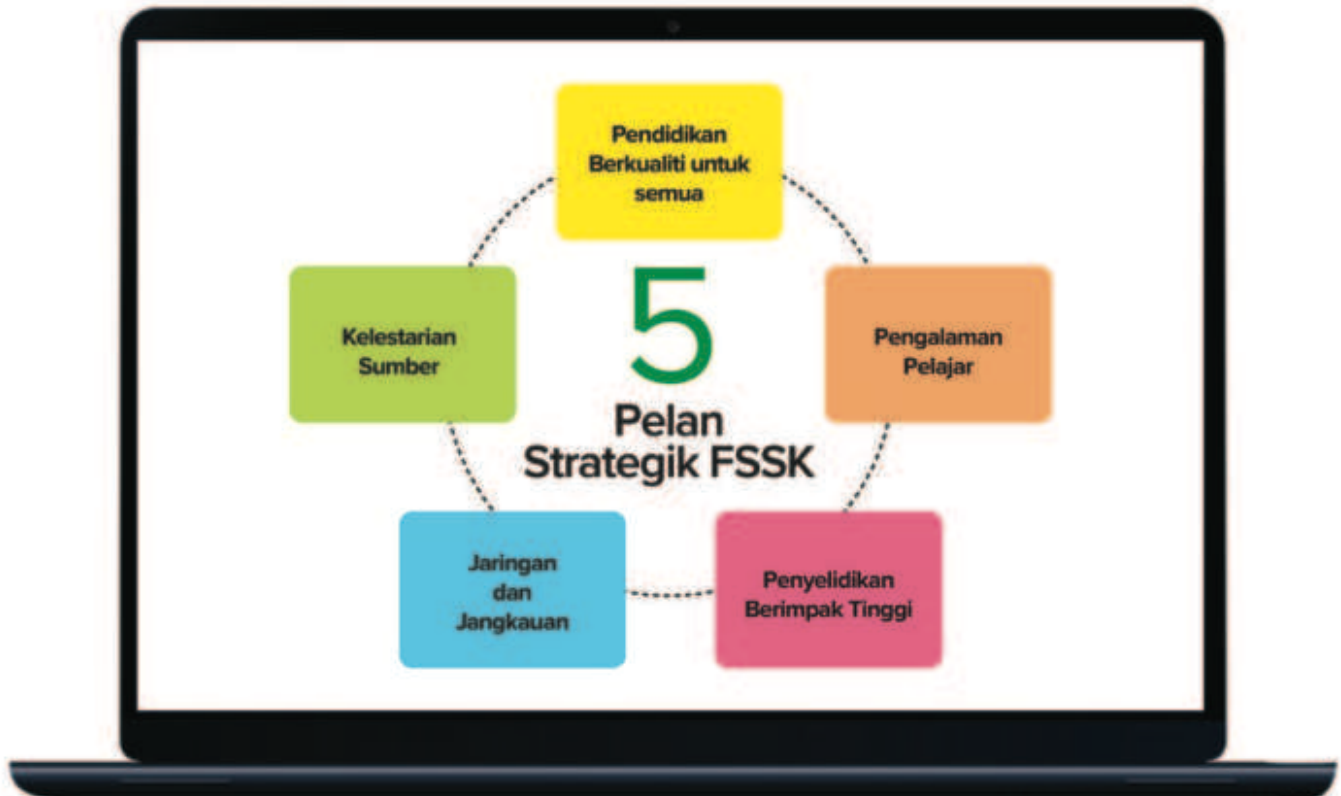 Pendidikan
Berkualiti untuk
semua
Kelestarian
Sumber
5
Pelan
Strategik FSSK
Pengalaman
Pelajar
Jaringan
dan
Jangkauan
Penyelidikan
Berimpak Tinggi